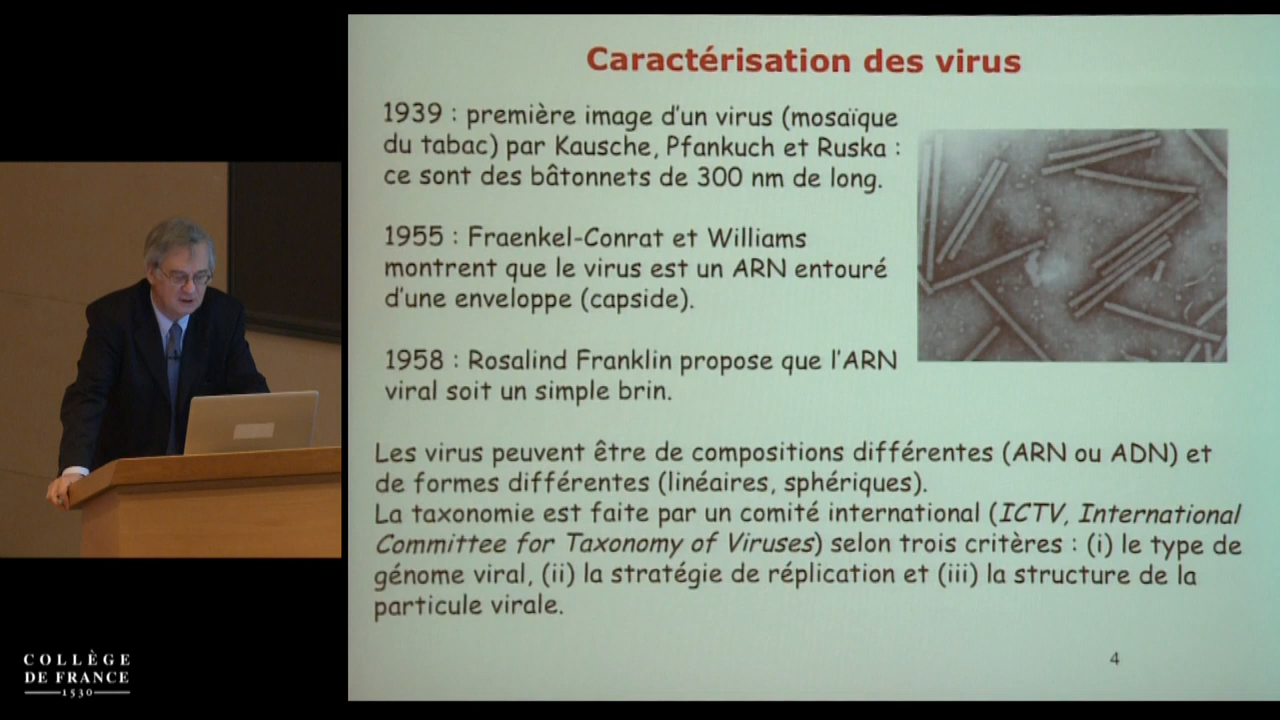 Caractérisation des virus
1939 : première image d'un virus (mosaïque
du tabac) par Kausche, Pfankuch et Ruska :
ce sont des bâtonnets de 300 nm de long.
1955 : Fraenkel-Conrat et Williams
montrent que le virus est un ARN entouré
d'une enveloppe (capside).
1958 : Rosalind Franklin propose que l'ARN
viral soit un simple brin.
Les virus peuvent être de compositions différentes (ARN ou ADN) et
de formes différentes (linéaires, sphériques).
La taxonomie est faite par un comité international (ICTV, International
Committee for Taxonomy of Viruses) selon trois critères : (i) le type de
génome viral, (ii) la stratégie de réplication et (iii) la structure de la
particule virale.
4
COLLÈGE
DE FRANCE
1530